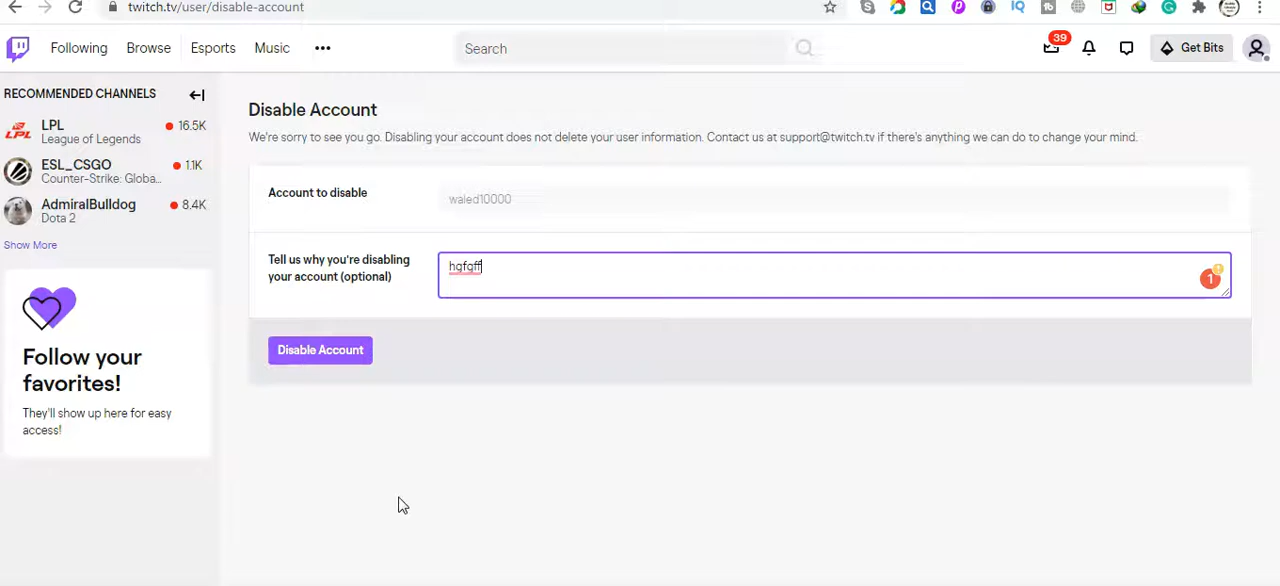 twitch.tv/user/disable-account
Following Browse Esports Music ••• Search 39 Get Bits
RECOMMENDED CHANNELS
LPL 16.5K
League of Legends
ESL_CSGO 1.1K
Counter-Strike: Globa...
AdmiralBulldog 8.4K
Dota 2
Show More
Follow your
favorites!
They'll show up here for easy
access!
Disable Account
We're sorry to see you go. Disabling your account does not delete your user information. Contact us at support@twitch.tv if there's anything we can do to change your mind.
Account to disable waled10000
Tell us why you're disabling
your account (optional)
hgfgff
1
Disable Account